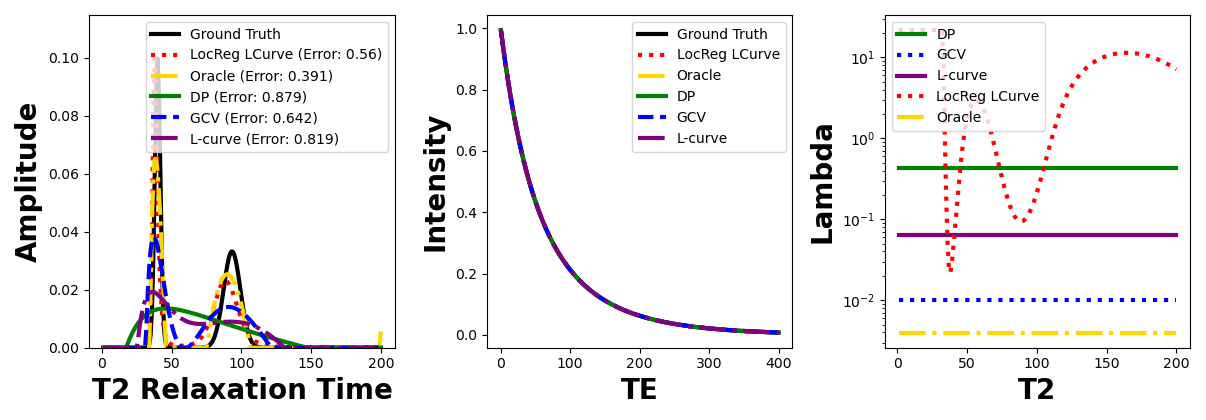 Amplitude
0.10
0.08
0.06
0.04
0.02
0.00
0
50
100
150
200
T2 Relaxation Time
Ground Truth
LocReg LCurve (Error: 0.56)
Oracle (Error: 0.391)
DP (Error: 0.879)
GCV (Error: 0.642)
L-curve (Error: 0.819)
Intensity
1.0
0.8
0.6
0.4
0.2
0.0
0
100
200
300
400
TE
Ground Truth
LocReg LCurve
Oracle
DP
GCV
L-curve
Lambda
10¹
10⁰
10⁻¹
10⁻²
0
50
100
150
200
T2
DP
GCV
L-curve
LocReg LCurve
Oracle